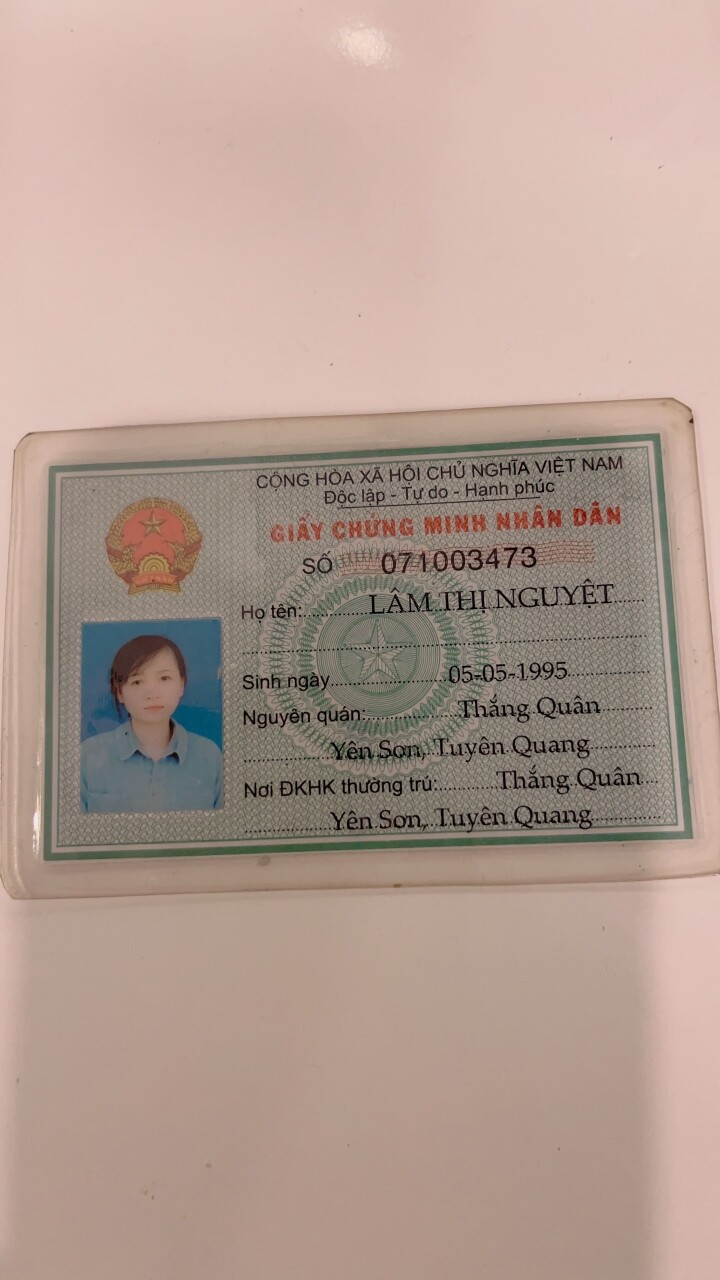 CỘNG HÒA XÃ HỘI CHỦ NGHĨA VIỆT NAM
Độc lập - Tự do - Hạnh phúc
GIẤY CHỨNG MINH NHÂN DÂN
SỐ 071003473
Họ tên: LÂM THỊ NGUYỆT
Sinh ngày 05-05-1995
Nguyên quán: Thắng Quân
Yên Sơn, Tuyên Quang
Nơi ĐKHK thường trú: Thắng Quân
Yên Sơn, Tuyên Quang